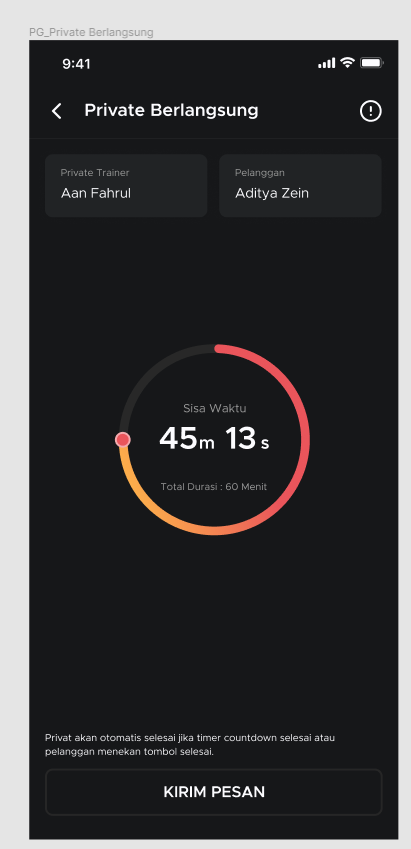 PG_Private Berlangsung
9:41
Private Berlangsung
Private Trainer
Aan Fahrul
Pelanggan
Aditya Zein
Sisa Waktu
45m 13s
Total Durasi : 60 Menit
Privat akan otomatis selesai jika timer countdown selesai atau
pelanggan menekan tombol selesai.
KIRIM PESAN